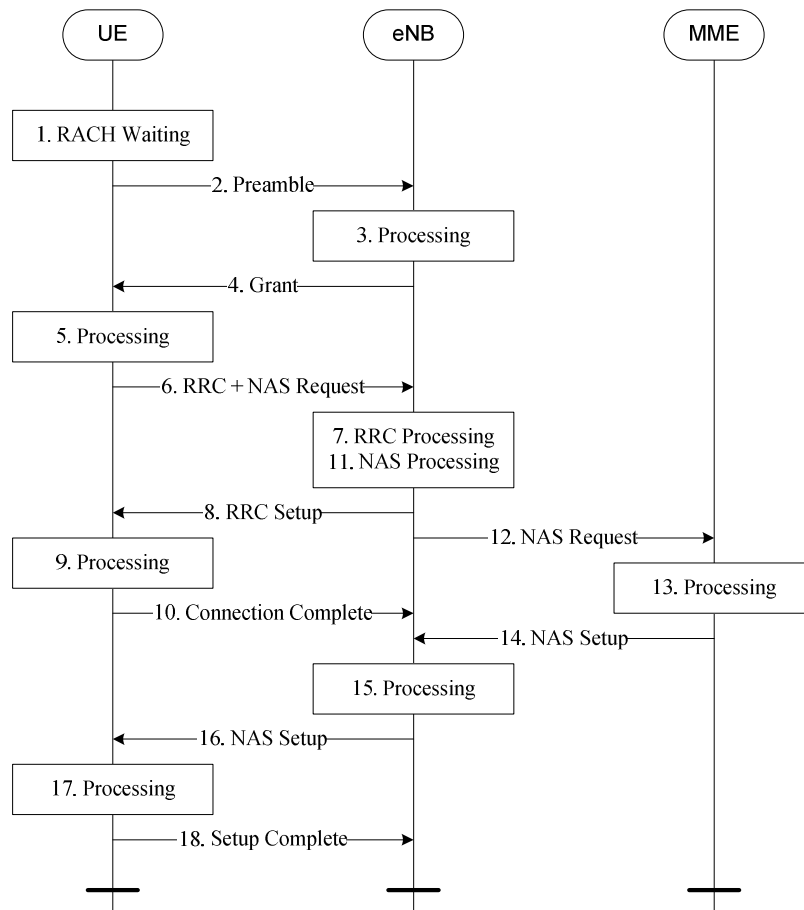 UE
eNB
MME
1. RACH Waiting
2. Preamble
3. Processing
4. Grant
5. Processing
6. RRC + NAS Request
7. RRC Processing
11. NAS Processing
8. RRC Setup
12. NAS Request
9. Processing
13. Processing
10. Connection Complete
14. NAS Setup
15. Processing
16. NAS Setup
17. Processing
18. Setup Complete